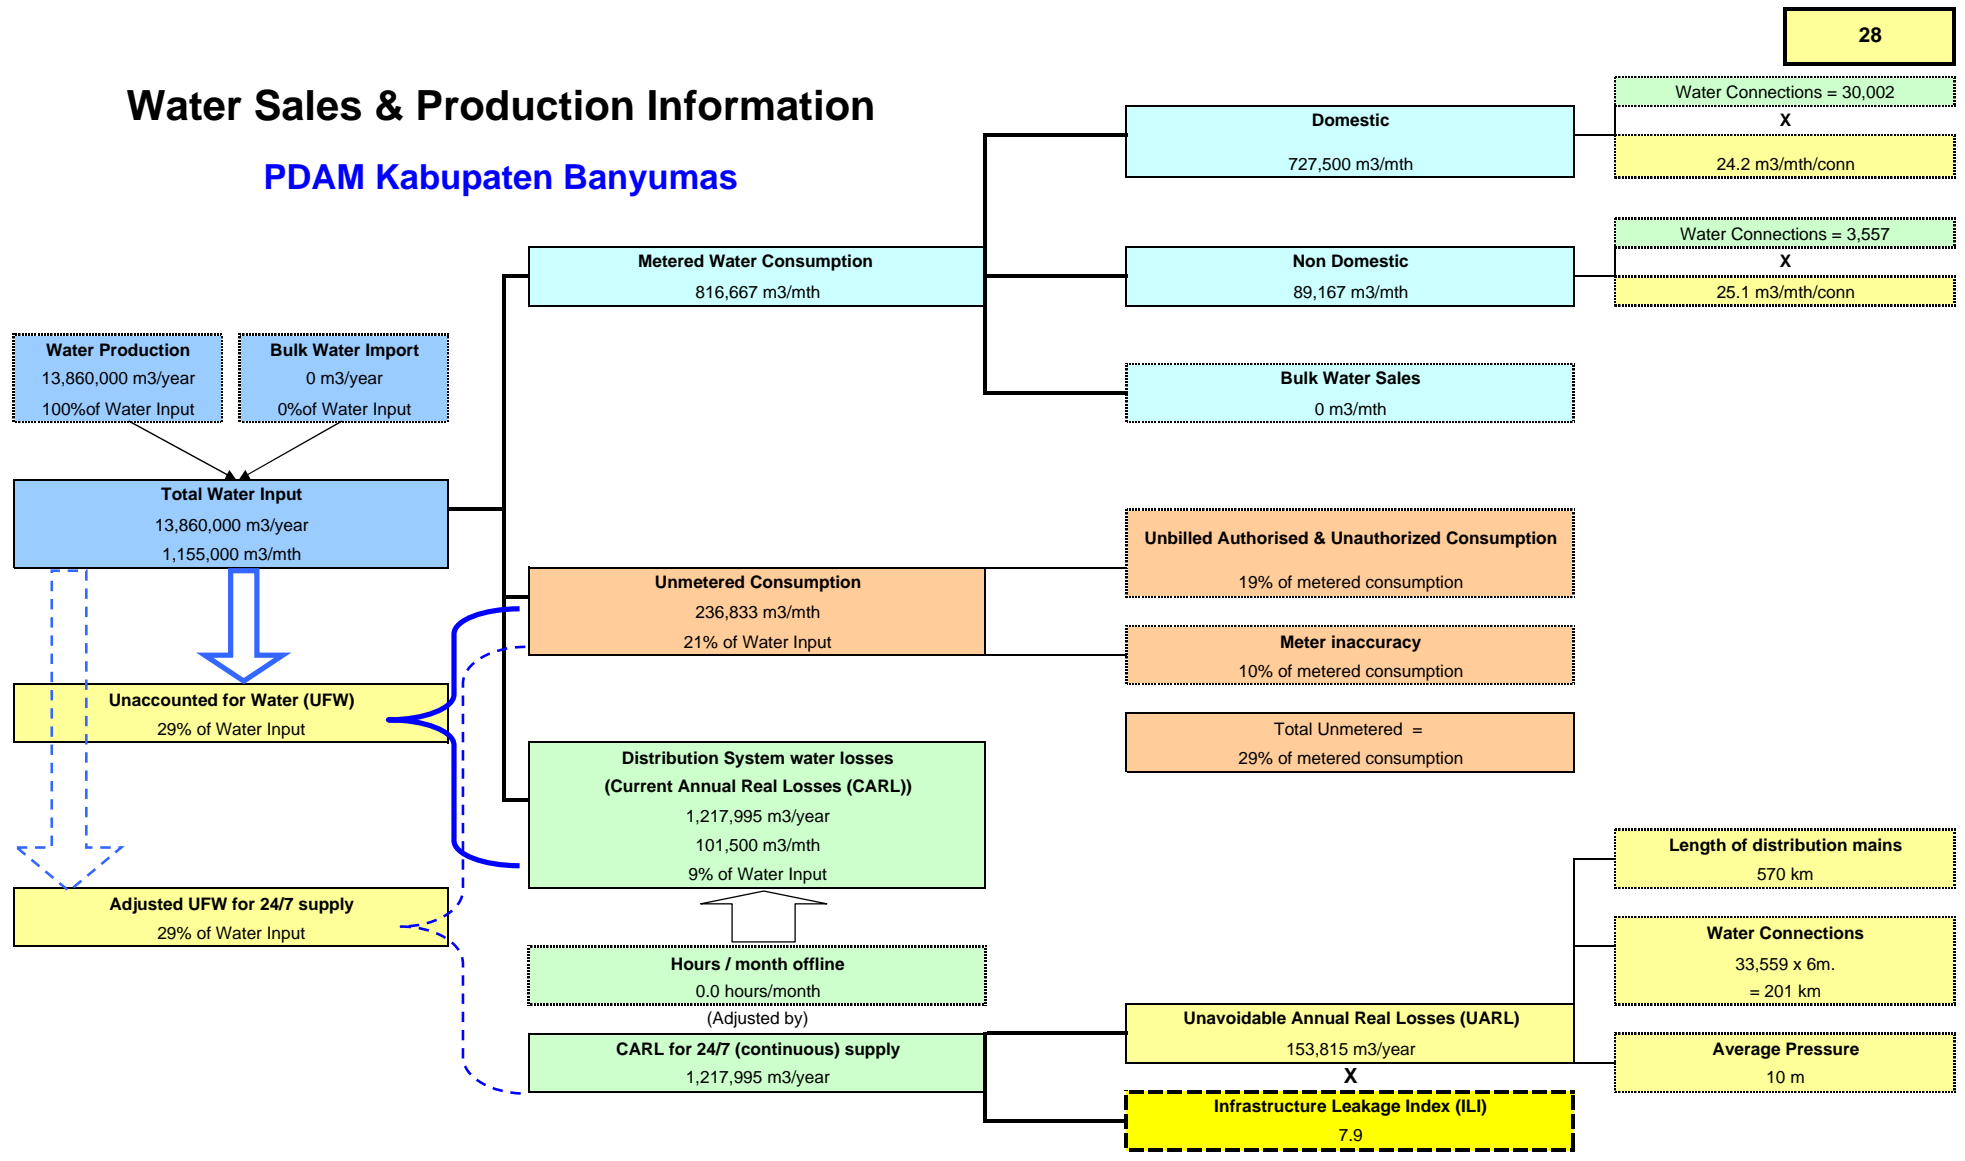 28
Water Sales & Production Information
PDAM Kabupaten Banyumas
Water Production
13,860,000 m3/year
100%of Water Input
Bulk Water Import
0 m3/year
0%of Water Input
Total Water Input
13,860,000 m3/year
1,155,000 m3/mth
Unaccounted for Water (UFW)
29% of Water Input
Adjusted UFW for 24/7 supply
29% of Water Input
Metered Water Consumption
816,667 m3/mth
Unmetered Consumption
236,833 m3/mth
21% of Water Input
Distribution System water losses
(Current Annual Real Losses (CARL))
1,217,995 m3/year
101,500 m3/mth
9% of Water Input
Hours / month offline
0.0 hours/month
(Adjusted by)
CARL for 24/7 (continuous) supply
1,217,995 m3/year
Domestic
727,500 m3/mth
Non Domestic
89,167 m3/mth
Bulk Water Sales
0 m3/mth
Unbilled Authorised & Unauthorized Consumption
19% of metered consumption
Meter inaccuracy
10% of metered consumption
Total Unmetered =
29% of metered consumption
Unavoidable Annual Real Losses (UARL)
153,815 m3/year
X
Infrastructure Leakage Index (ILI)
7.9
Water Connections = 30,002
X
24.2 m3/mth/conn
Water Connections = 3,557
X
25.1 m3/mth/conn
Length of distribution mains
570 km
Water Connections
33,559 x 6m.
= 201 km
Average Pressure
10 m